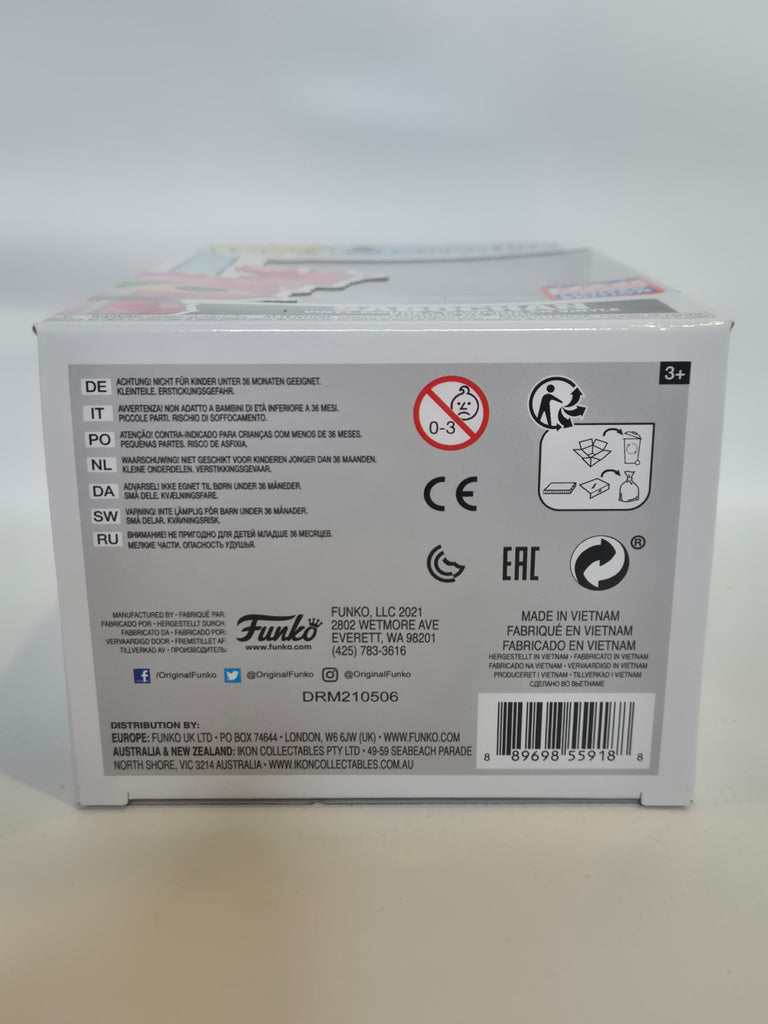 3+
DE ACHTUNG! NICHT FÜR KINDER UNTER 36 MONATEN GEEIGNET.
KLEINTEILE. ERSTICKUNGSGEFAHR.
IT AVVERTENZA! NON ADATTO A BAMBINI DI ETÀ INFERIORE A 36 MESI.
PICCOLE PARTI. RISCHIO DI SOFFOCAMENTO.
PO ATENÇÃO! CONTRA-INDICADO PARA CRIANÇAS COM MENOS DE 36 MESES.
PEQUENAS PARTES. RISCO DE ASFIXIA.
NL WAARSCHUWING! NIET GESCHIKT VOOR KINDEREN JONGER DAN 36 MAANDEN.
KLEINE ONDERDELEN. VERSTIKKINGSGEVAAR.
DA ADVARSEL! IKKE EGNET TIL BØRN UNDER 36 MÅNEDER.
SMÅ DELE. KVÆLNINGSFARE.
SW VARNING! INTE LÄMPLIG FÖR BARN UNDER 36 MÅNADER.
SMÅ DELAR. KVÄVNINGSRISK.
RU ВНИМАНИЕ! НЕ ПРИГОДНО ДЛЯ ДЕТЕЙ МЛАДШЕ 36 МЕСЯЦЕВ.
МЕЛКИЕ ЧАСТИ. ОПАСНОСТЬ УДУШЬЯ.
0-3
CE
EAC
®
MANUFACTURED BY • FABRIQUÉ PAR:
FABRICADO POR • HERGESTELLT DURCH:
FABBRICATO DA • FABRICADO POR:
VERVAARDIGD DOOR • FREMSTILLET AF:
TILLVERKAD AV • ПРОИЗВОДИТЕЛЬ:
Funko
www.funko.com
FUNKO, LLC 2021
2802 WETMORE AVE
EVERETT, WA 98201
(425) 783-3616
/OriginalFunko @OriginalFunko @OriginalFunko
DRM210506
MADE IN VIETNAM
FABRIQUÉ EN VIETNAM
FABRICADO EN VIETNAM
HERGESTELLT IN VIETNAM • FABBRICATO IN VIETNAM
FABRICADO NA VIETNAM • VERVAARDIGD IN VIETNAM
PRODUCERET I VIETNAM • TILLVERKAD I VIETNAM
СДЕЛАНО ВО ВЬЕТНАМЕ
DISTRIBUTION BY:
EUROPE: FUNKO UK LTD • PO BOX 74644 • LONDON, W6 6JW (UK) • WWW.FUNKO.COM
AUSTRALIA & NEW ZEALAND: IKON COLLECTABLES PTY LTD • 49-59 SEABEACH PARADE
NORTH SHORE, VIC 3214 AUSTRALIA • WWW.IKONCOLLECTABLES.COM.AU
8 89698 55918 8